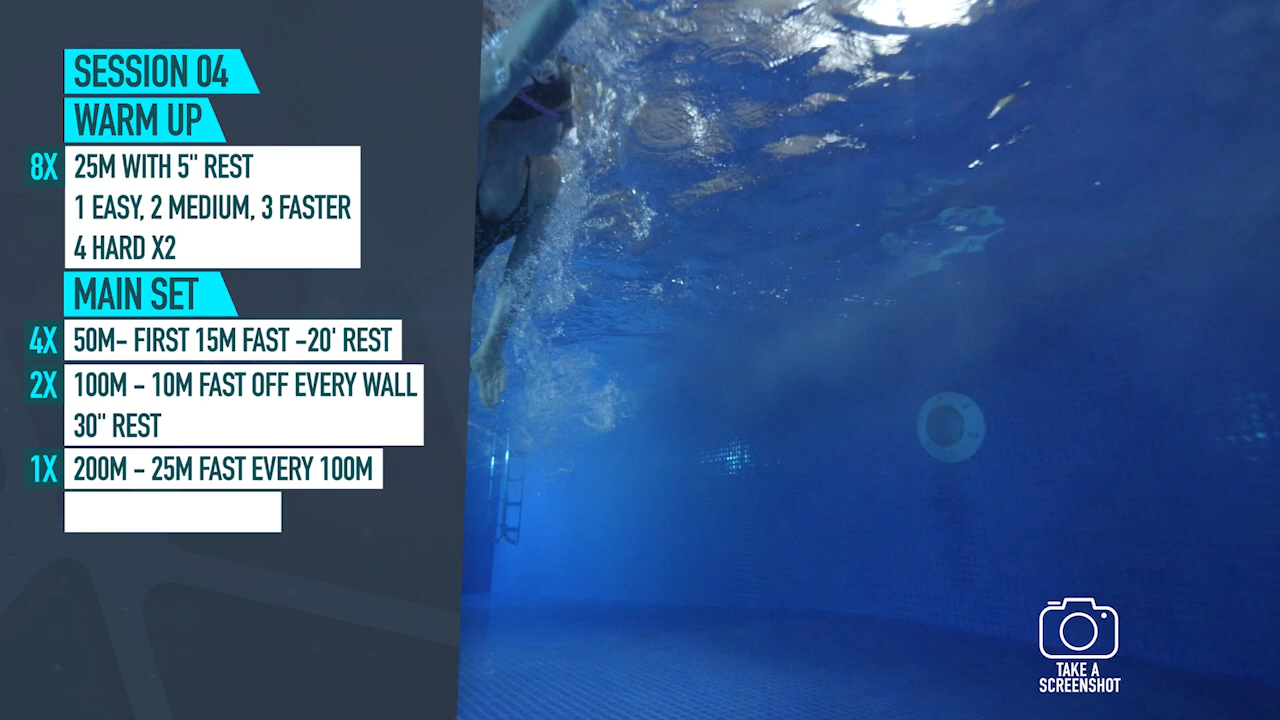 SESSION 04
WARM UP
8X 25M WITH 5" REST
1 EASY, 2 MEDIUM, 3 FASTER
4 HARD X2
MAIN SET
4X 50M- FIRST 15M FAST -20' REST
2X 100M - 10M FAST OFF EVERY WALL
30" REST
1X 200M - 25M FAST EVERY 100M
TAKE A
SCREENSHOT